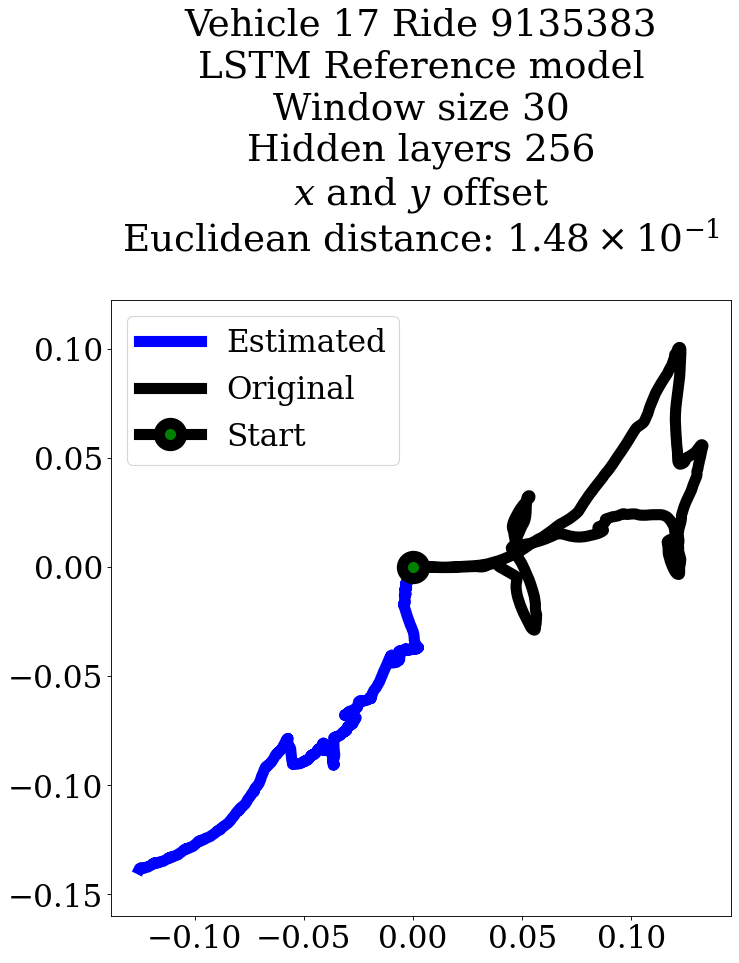 Vehicle 17 Ride 9135383
LSTM Reference model
Window size 30
Hidden layers 256
x and y offset
Euclidean distance: 1.48 × 10⁻¹
Estimated
Original
Start
0.10
0.05
0.00
−0.05
−0.10
−0.15
−0.10 −0.05 0.00 0.05 0.10